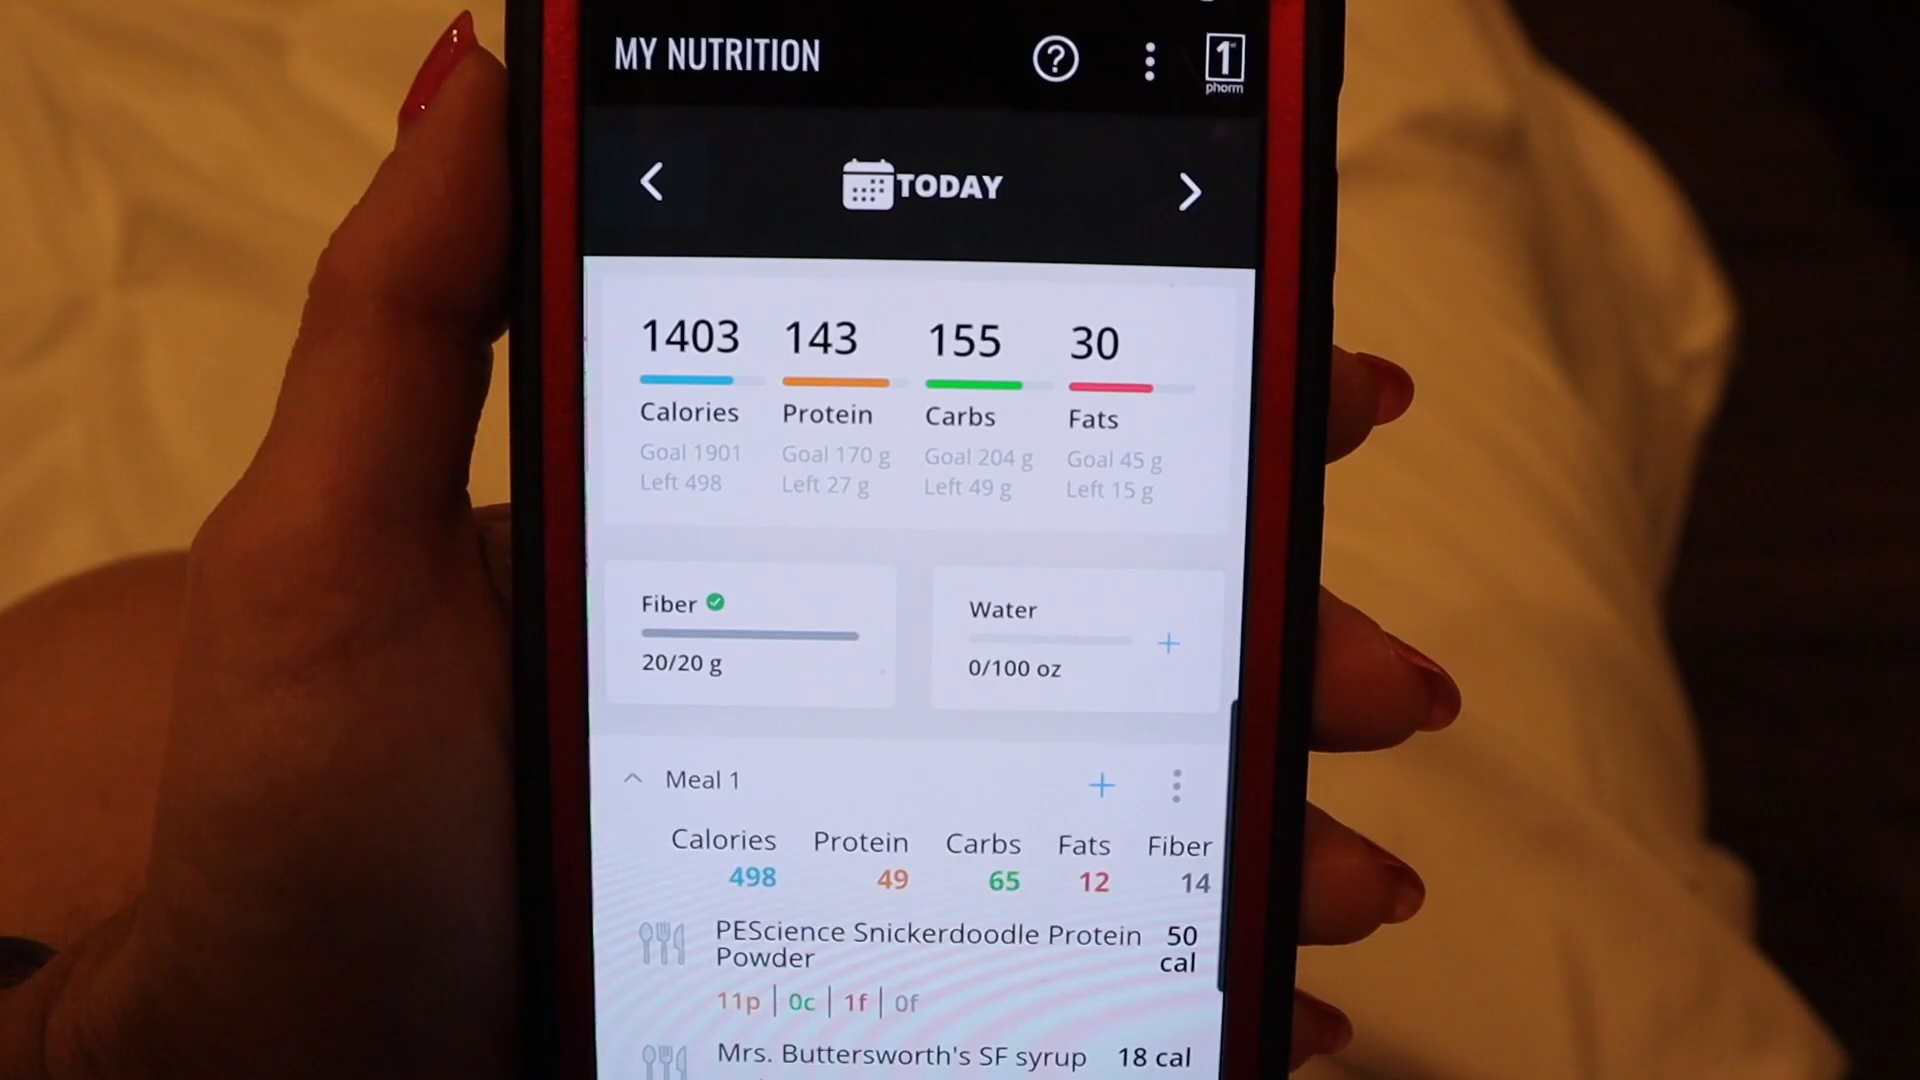 MY NUTRITION
?
1st
phorm
TODAY
1403 143 155 30
Calories Protein Carbs Fats
Goal 1901 Goal 170 g Goal 204 g Goal 45 g
Left 498 Left 27 g Left 49 g Left 15 g
Fiber
20/20 g
Water
0/100 oz
Meal 1
Calories Protein Carbs Fats Fiber
498 49 65 12 14
PEScience Snickerdoodle Protein 50
Powder cal
11p | 0c | 1f | 0f
Mrs. Buttersworth's SF syrup 18 cal